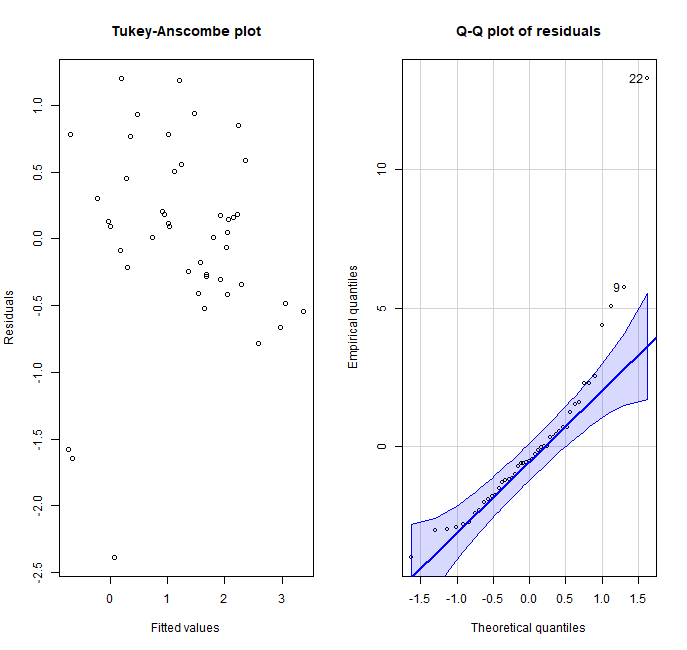 Tukey-Anscombe plot
Residuals
1.0
0.5
0.0
-0.5
-1.0
-1.5
-2.0
-2.5
0 1 2 3
Fitted values
Q-Q plot of residuals
Empirical quantiles
10
5
0
22
9
-1.5 -1.0 -0.5 0.0 0.5 1.0 1.5
Theoretical quantiles